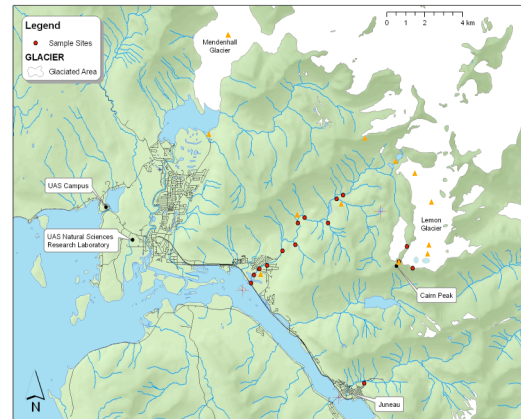 Legend
Sample Sites
GLACIER
Glaciated Area
Mendenhall
Glacier
0 1 2 4 km
UAS Campus
UAS Natural Sciences
Research Laboratory
Lemon
Glacier
Cairn Peak
Juneau
N